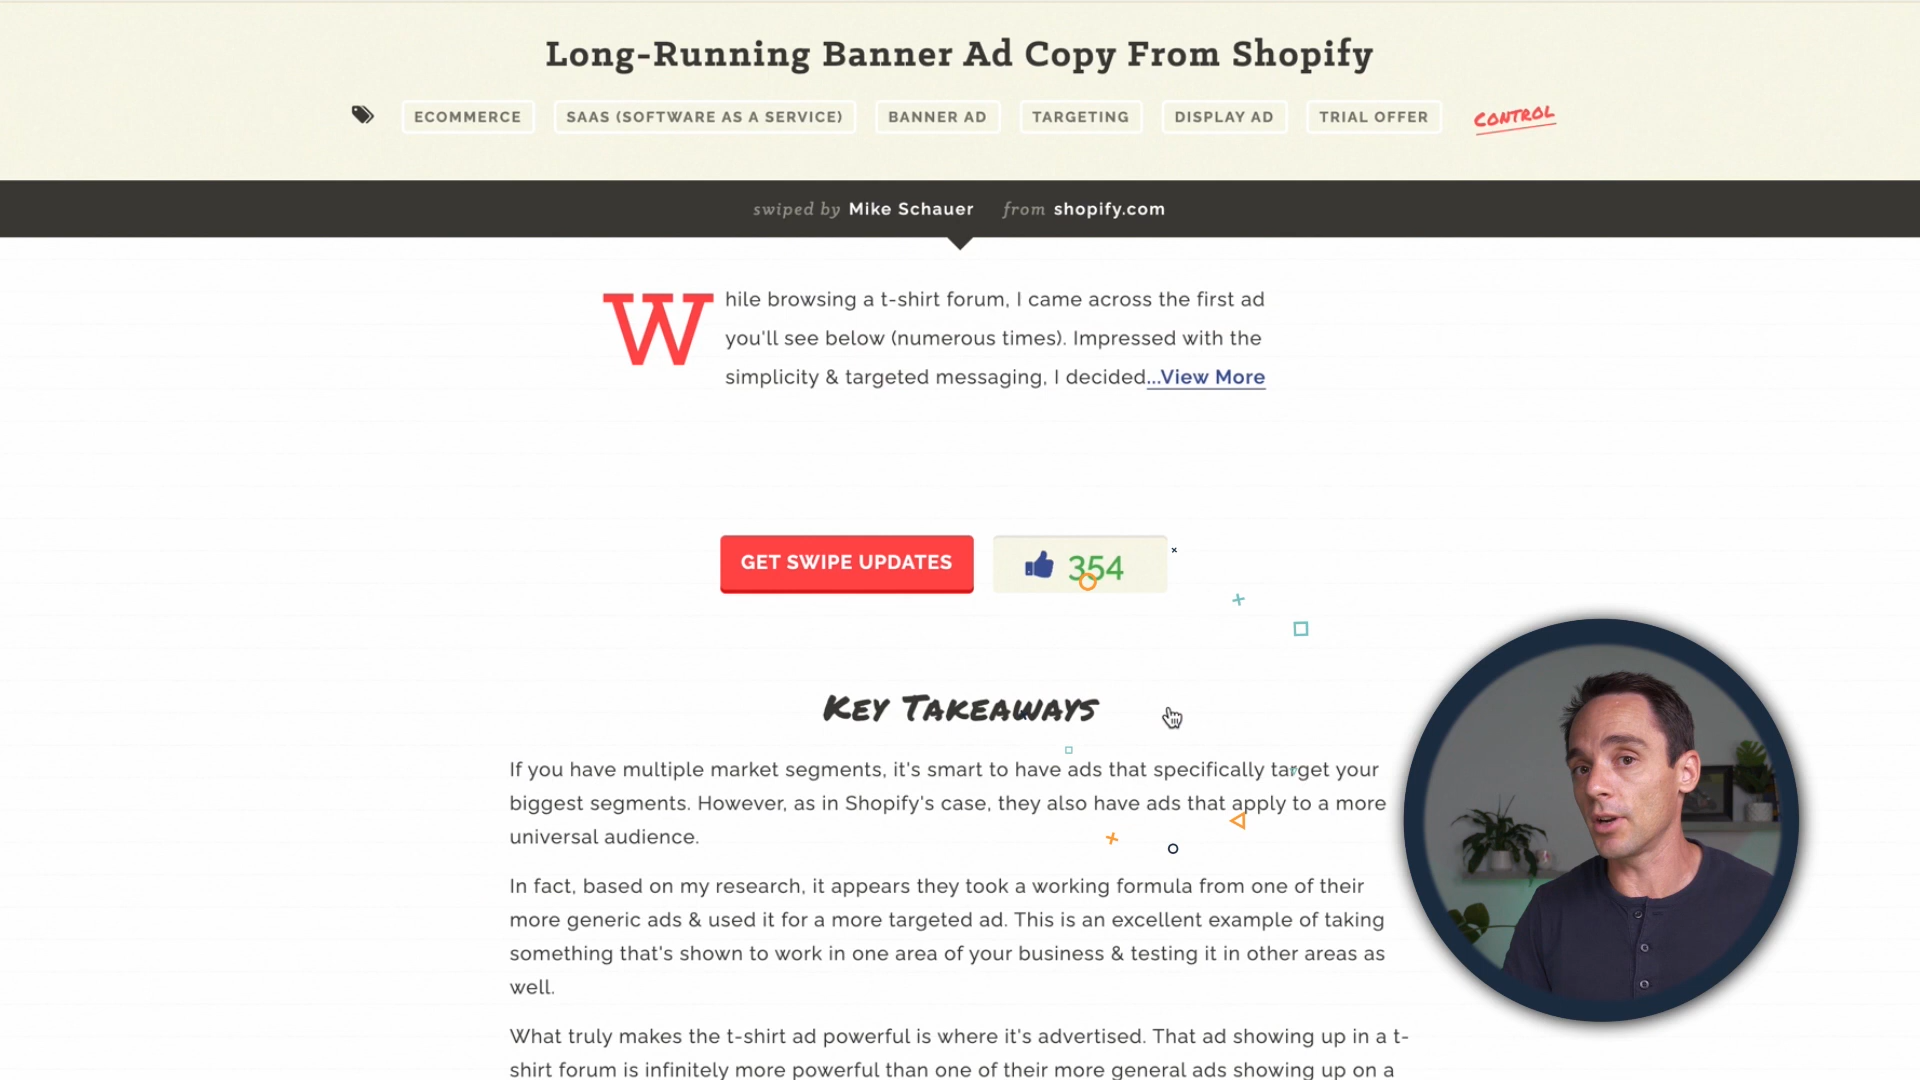 Long-Running Banner Ad Copy From Shopify
ECOMMERCE SAAS (SOFTWARE AS A SERVICE) BANNER AD TARGETING DISPLAY AD TRIAL OFFER CONTROL
swiped by Mike Schauer from shopify.com
While browsing a t-shirt forum, I came across the first ad
you'll see below (numerous times). Impressed with the
simplicity & targeted messaging, I decided...View More
GET SWIPE UPDATES 354
KEY TAKEAWAYS
If you have multiple market segments, it's smart to have ads that specifically target your
biggest segments. However, as in Shopify's case, they also have ads that apply to a more
universal audience.
In fact, based on my research, it appears they took a working formula from one of their
more generic ads & used it for a more targeted ad. This is an excellent example of taking
something that's shown to work in one area of your business & testing it in other areas as
well.
What truly makes the t-shirt ad powerful is where it's advertised. That ad showing up in a t-
shirt forum is infinitely more powerful than one of their more general ads showing up on a